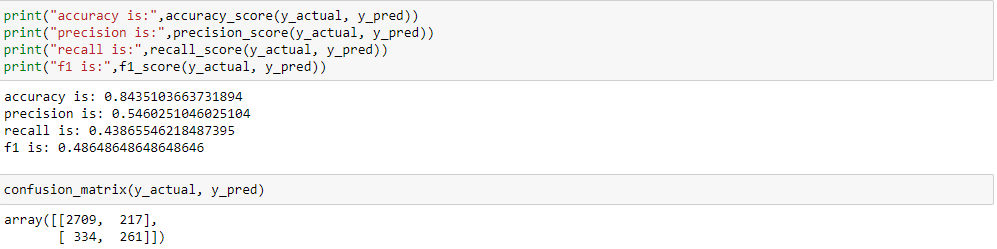 print("accuracy is:",accuracy_score(y_actual, y_pred))
print("precision is:",precision_score(y_actual, y_pred))
print("recall is:",recall_score(y_actual, y_pred))
print("f1 is:",f1_score(y_actual, y_pred))
accuracy is: 0.8435103663731894
precision is: 0.5460251046025104
recall is: 0.43865546218487395
f1 is: 0.48648648648648646
confusion_matrix(y_actual, y_pred)
array([[2709,  217],
       [ 334,  261]])